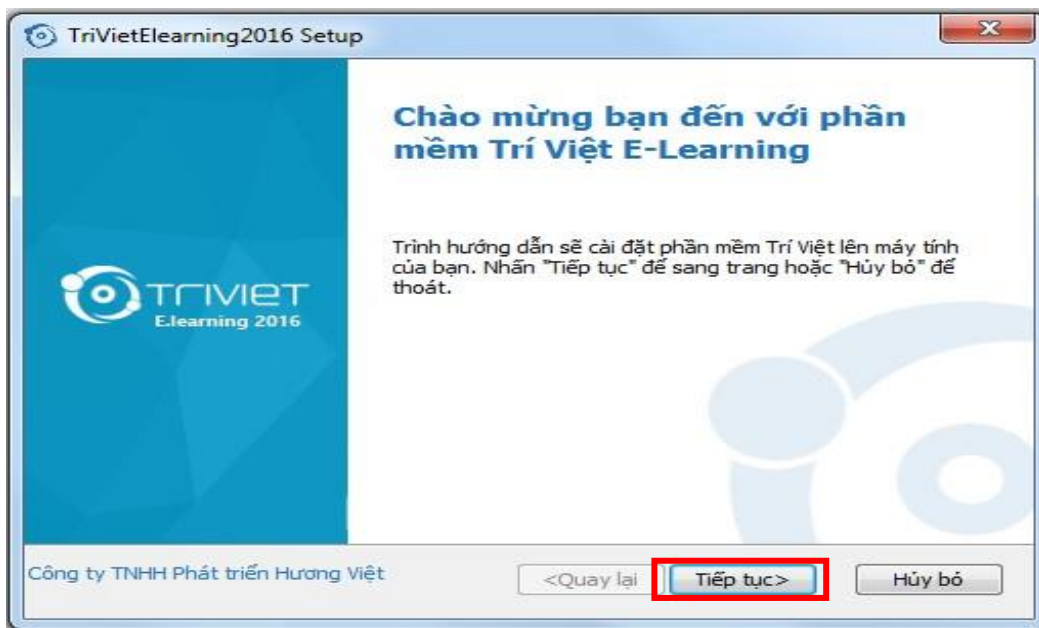 TriVietElearning2016 Setup
Chào mừng bạn đến với phần
mềm Trí Việt E-Learning
Trình hướng dẫn sẽ cài đặt phần mềm Trí Việt lên máy tính
của bạn. Nhấn "Tiếp tục" để sang trang hoặc "Hủy bỏ" để
thoát.
TRIVIET
E.learning 2016
Công ty TNHH Phát triển Hương Việt
<Quay lại
Tiếp tục>
Hủy bỏ